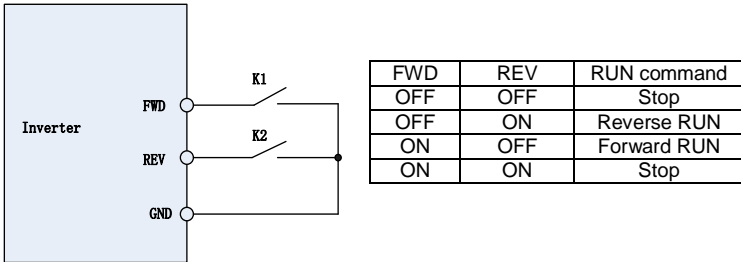 Inverter
FWD
REV
GND
K1
K2
FWD REV RUN command
OFF OFF Stop
OFF ON Reverse RUN
ON OFF Forward RUN
ON ON Stop